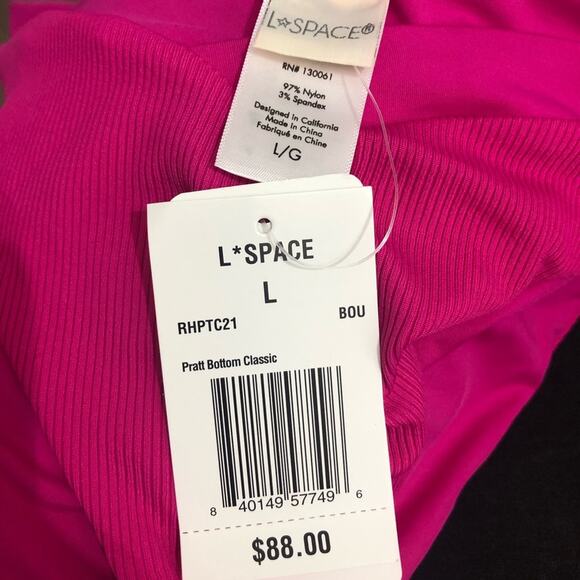 L*SPACE®
RN# 130061
97% Nylon
3% Spandex
Designed in California
Made in China
Fabriqué en Chine
L/G
L*SPACE
L
RHPTC21 BOU
Pratt Bottom Classic
8 40149 57749 6
$88.00